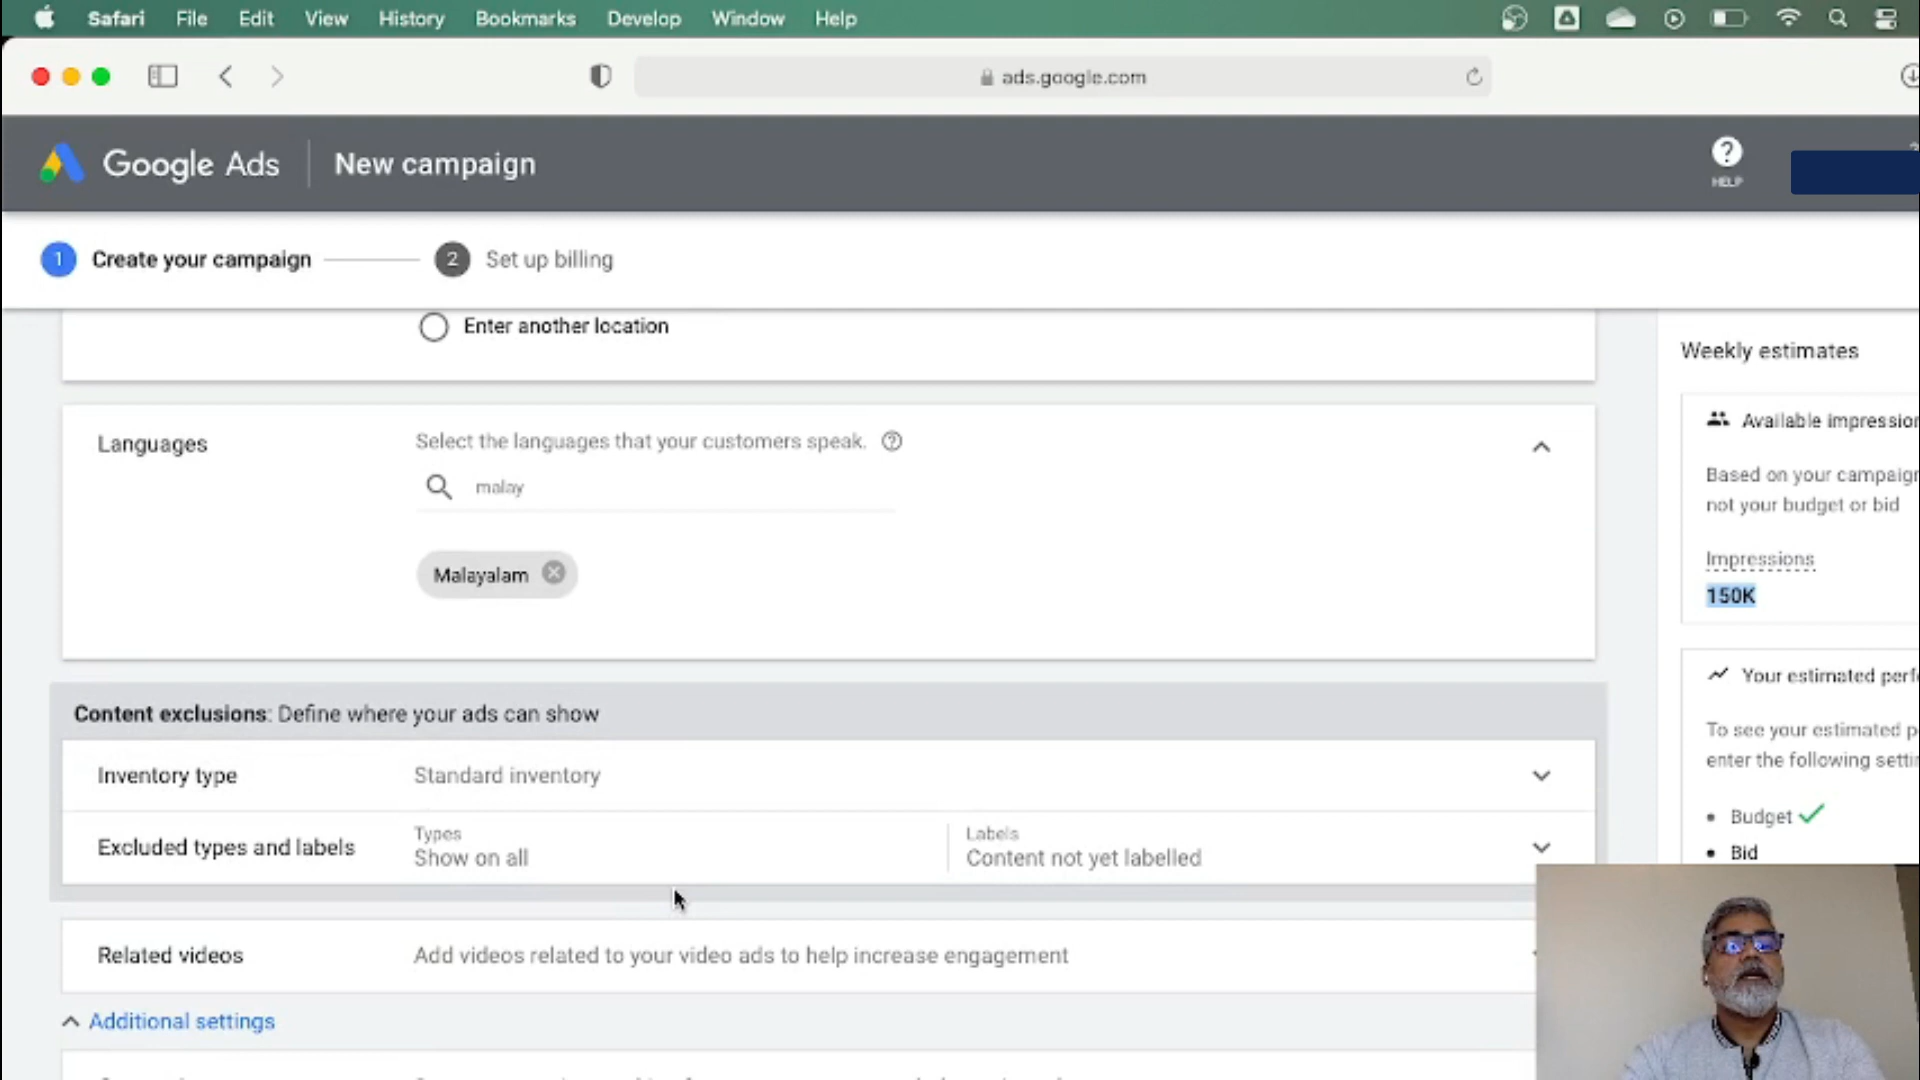 Safari File Edit View History Bookmarks Develop Window Help
ads.google.com
Google Ads New campaign
HELP
1 Create your campaign 2 Set up billing
Enter another location
Languages
Select the languages that your customers speak.
malay
Malayalam
Content exclusions: Define where your ads can show
Inventory type Standard inventory
Excluded types and labels
Types
Show on all
Labels
Content not yet labelled
Related videos Add videos related to your video ads to help increase engagement
Additional settings
Weekly estimates
Available impression
Based on your campaign
not your budget or bid
Impressions
150K
Your estimated perf
To see your estimated p
enter the following settin
Budget
Bid